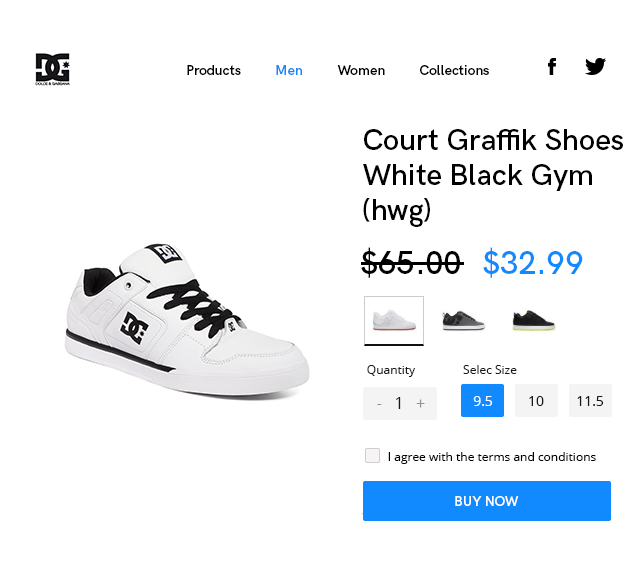 DG
DOLCE & GABBANA
Products
Men
Women
Collections
Court Graffik Shoes
White Black Gym
(hwg)
$65.00 $32.99
Quantity
Selec Size
- 1 +
9.5 10 11.5
I agree with the terms and conditions
BUY NOW